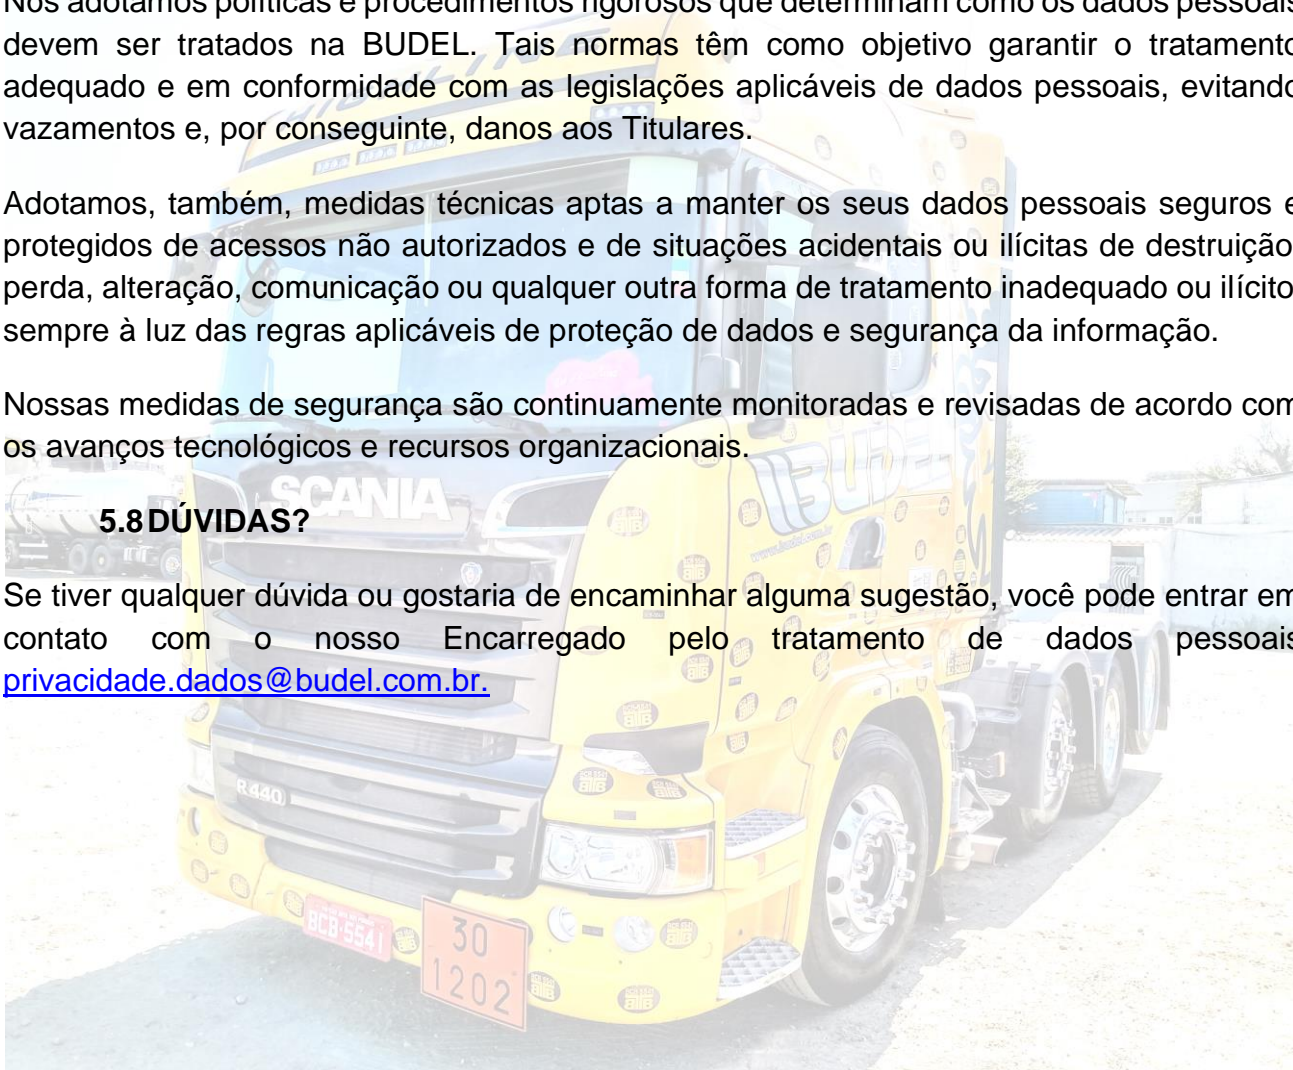 Nós adotamos políticas e procedimentos rigorosos que determinam como os dados pessoais
devem ser tratados na BUDEL. Tais normas têm como objetivo garantir o tratamento
adequado e em conformidade com as legislações aplicáveis de dados pessoais, evitando
vazamentos e, por conseguinte, danos aos Titulares.
Adotamos, também, medidas técnicas aptas a manter os seus dados pessoais seguros e
protegidos de acessos não autorizados e de situações acidentais ou ilícitas de destruição
perda, alteração, comunicação ou qualquer outra forma de tratamento inadequado ou ilícito
sempre à luz das regras aplicáveis de proteção de dados e segurança da informação.
Nossas medidas de segurança são continuamente monitoradas e revisadas de acordo com
os avanços tecnológicos e recursos organizacionais.
BUDEL
SCANIA
5.8 DÚVIDAS?
www.budel.com.br
Se tiver qualquer dúvida ou gostaria de encaminhar alguma sugestão, você pode entrar em
contato com o nosso Encarregado pelo tratamento de dados pessoais
privacidade.dados@budel.com.br.
R 440
BCB-5541
30
1202